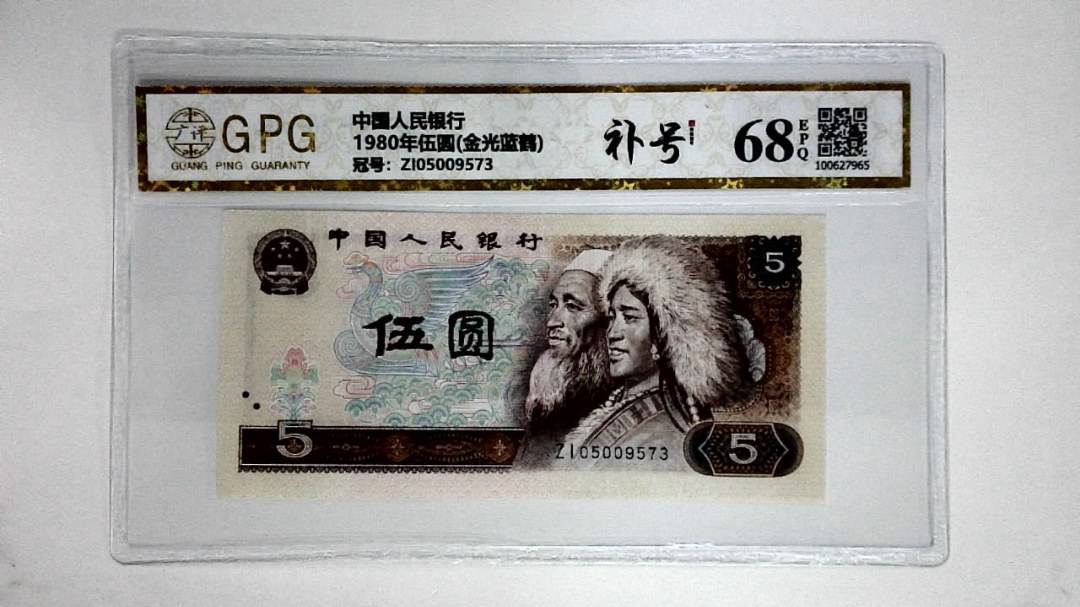 广评
GPG
GUANG PING GUARANTY
中国人民银行
1980年伍圆(金光蓝鹤)
冠号：ZI05009573
补号
68
EPQ
100627965
中国人民银行
5
伍圆
5
ZI05009573
5